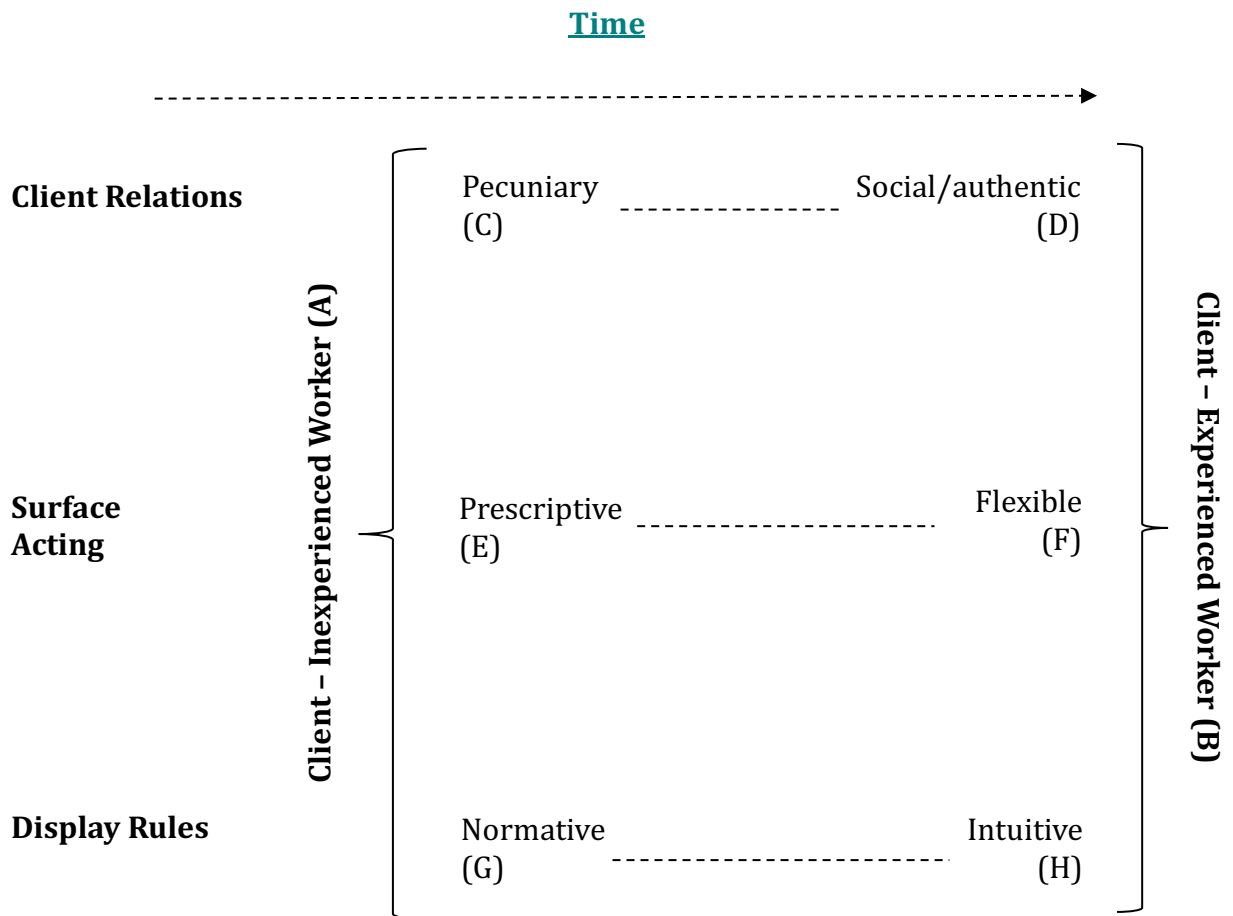 Time
Client Relations
Pecuniary
(C)
Social/authentic
(D)
Client – Inexperienced Worker (A)
Client – Experienced Worker (B)
Surface
Acting
Prescriptive
(E)
Flexible
(F)
Display Rules
Normative
(G)
Intuitive
(H)